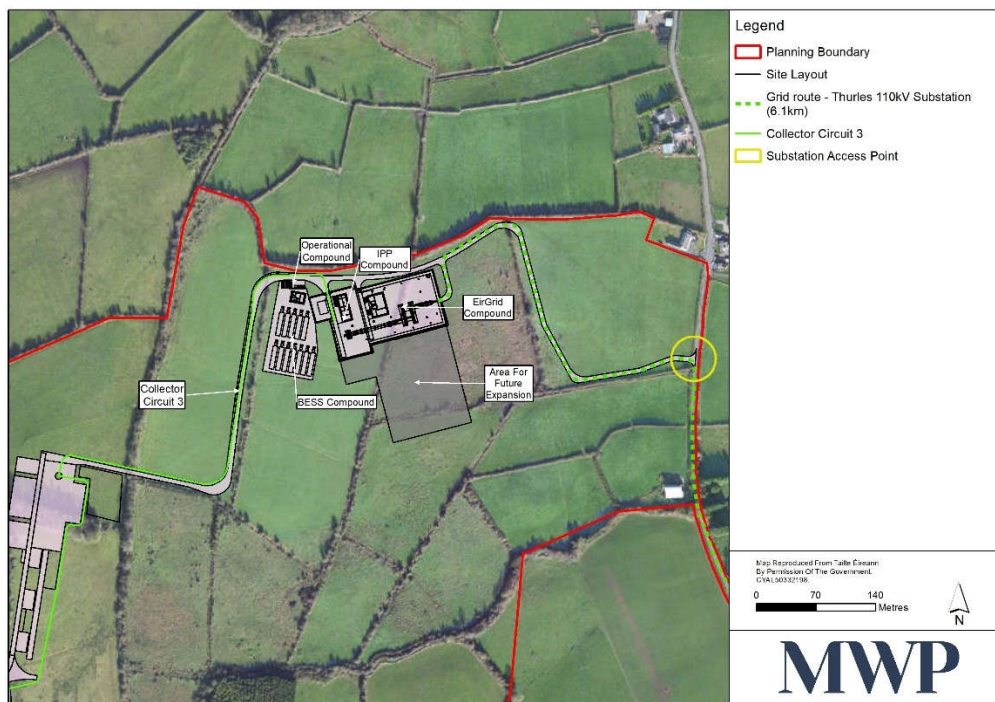 Legend
Planning Boundary
Site Layout
Grid route - Thurles 110kV Substation
(6.1km)
Collector Circuit 3
Substation Access Point
Operational
Compound
IPP
Compound
EirGrid
Compound
Collector
Circuit 3
BESS Compound
Area For
Future
Expansion
Map Reproduced From Tailte Éireann
By Permission Of The Government.
CYAL50332198.
0 70 140
Metres
N
MWP